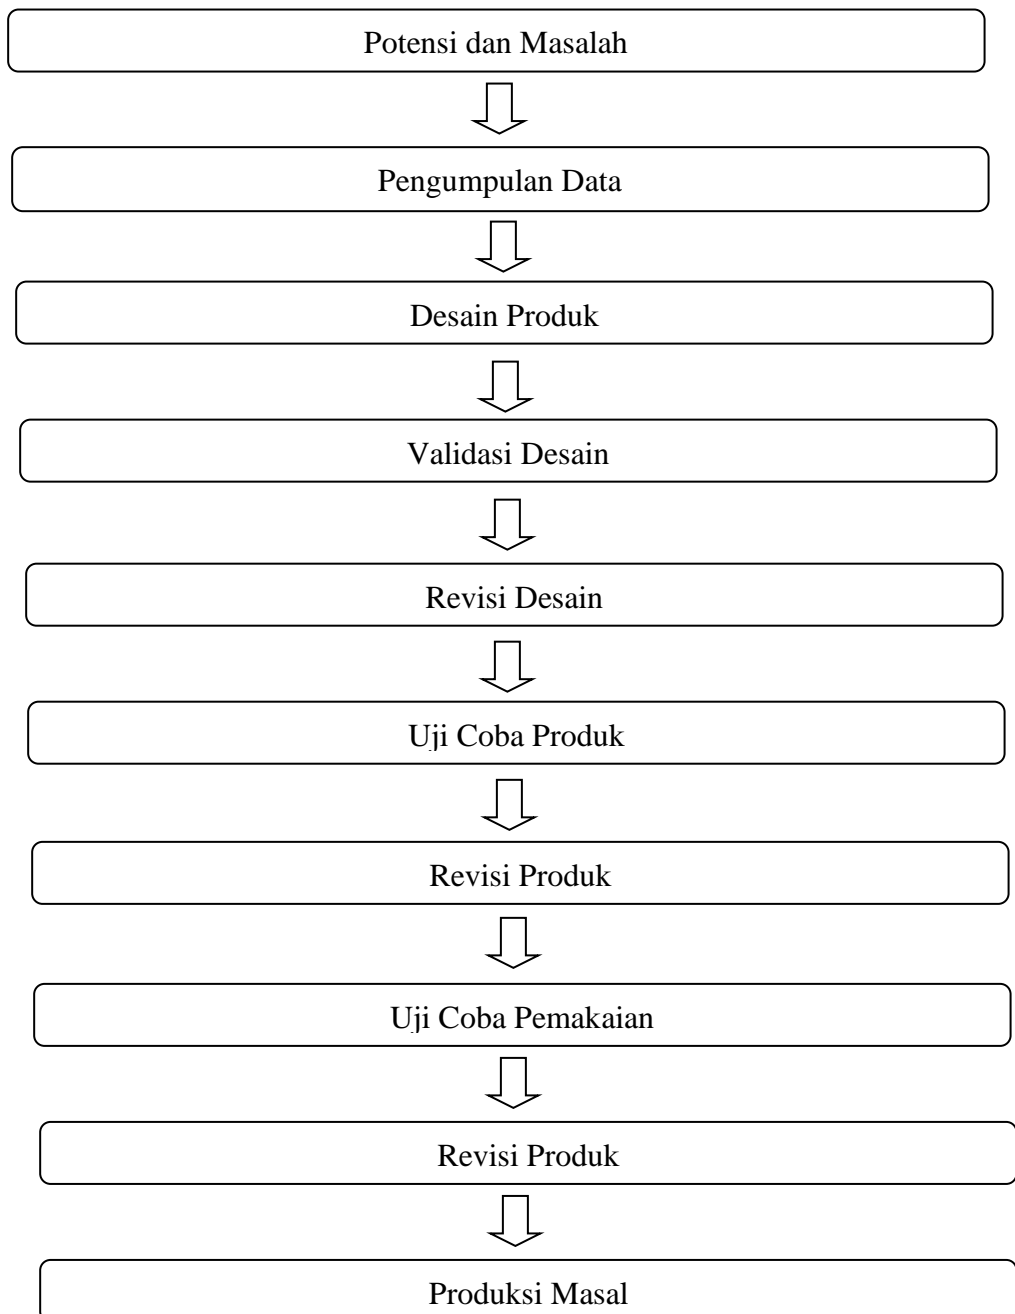 Potensi dan Masalah
Pengumpulan Data
Desain Produk
Validasi Desain
Revisi Desain
Uji Coba Produk
Revisi Produk
Uji Coba Pemakaian
Revisi Produk
Produksi Masal